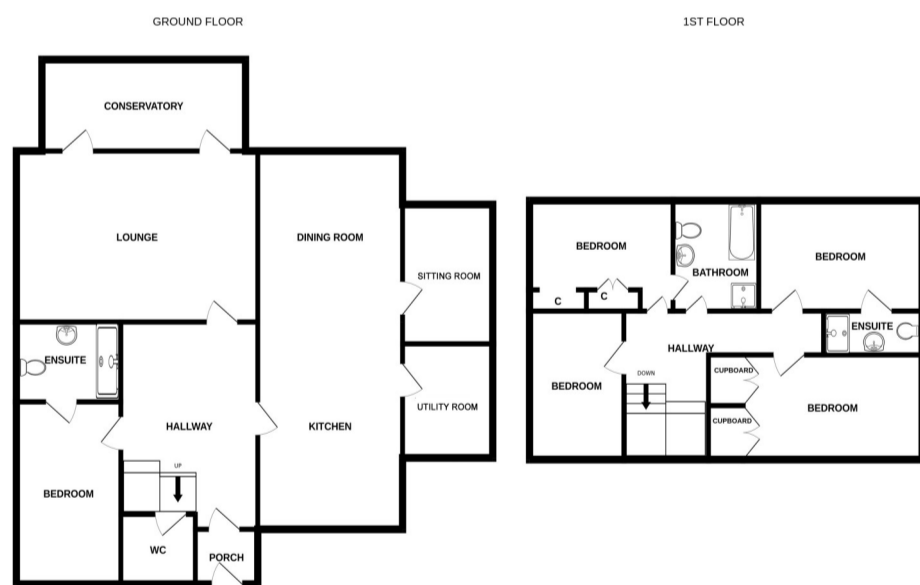 GROUND FLOOR
CONSERVATORY
LOUNGE
DINING ROOM
SITTING ROOM
ENSUITE
UTILITY ROOM
HALLWAY
KITCHEN
UP
BEDROOM
WC
PORCH
1ST FLOOR
BEDROOM
BATHROOM
BEDROOM
C
C
ENSUITE
HALLWAY
BEDROOM
DOWN
CUPBOARD
BEDROOM
CUPBOARD